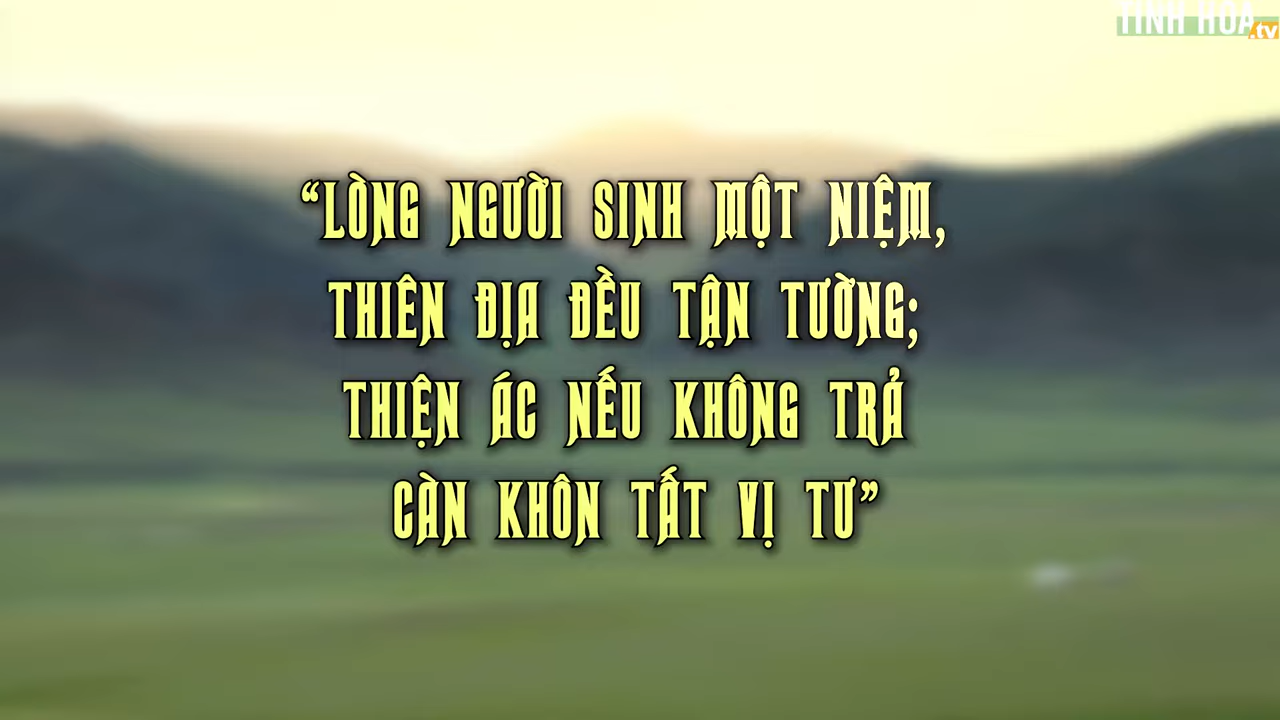 TINH HOA.tv
“LÒNG NGƯỜI SINH MỘT NIỆM,
THIÊN ĐỊA ĐỀU TẬN TƯỜNG;
THIỆN ÁC NẾU KHÔNG TRẢ
CÀN KHÔN TẤT VỊ TƯ”